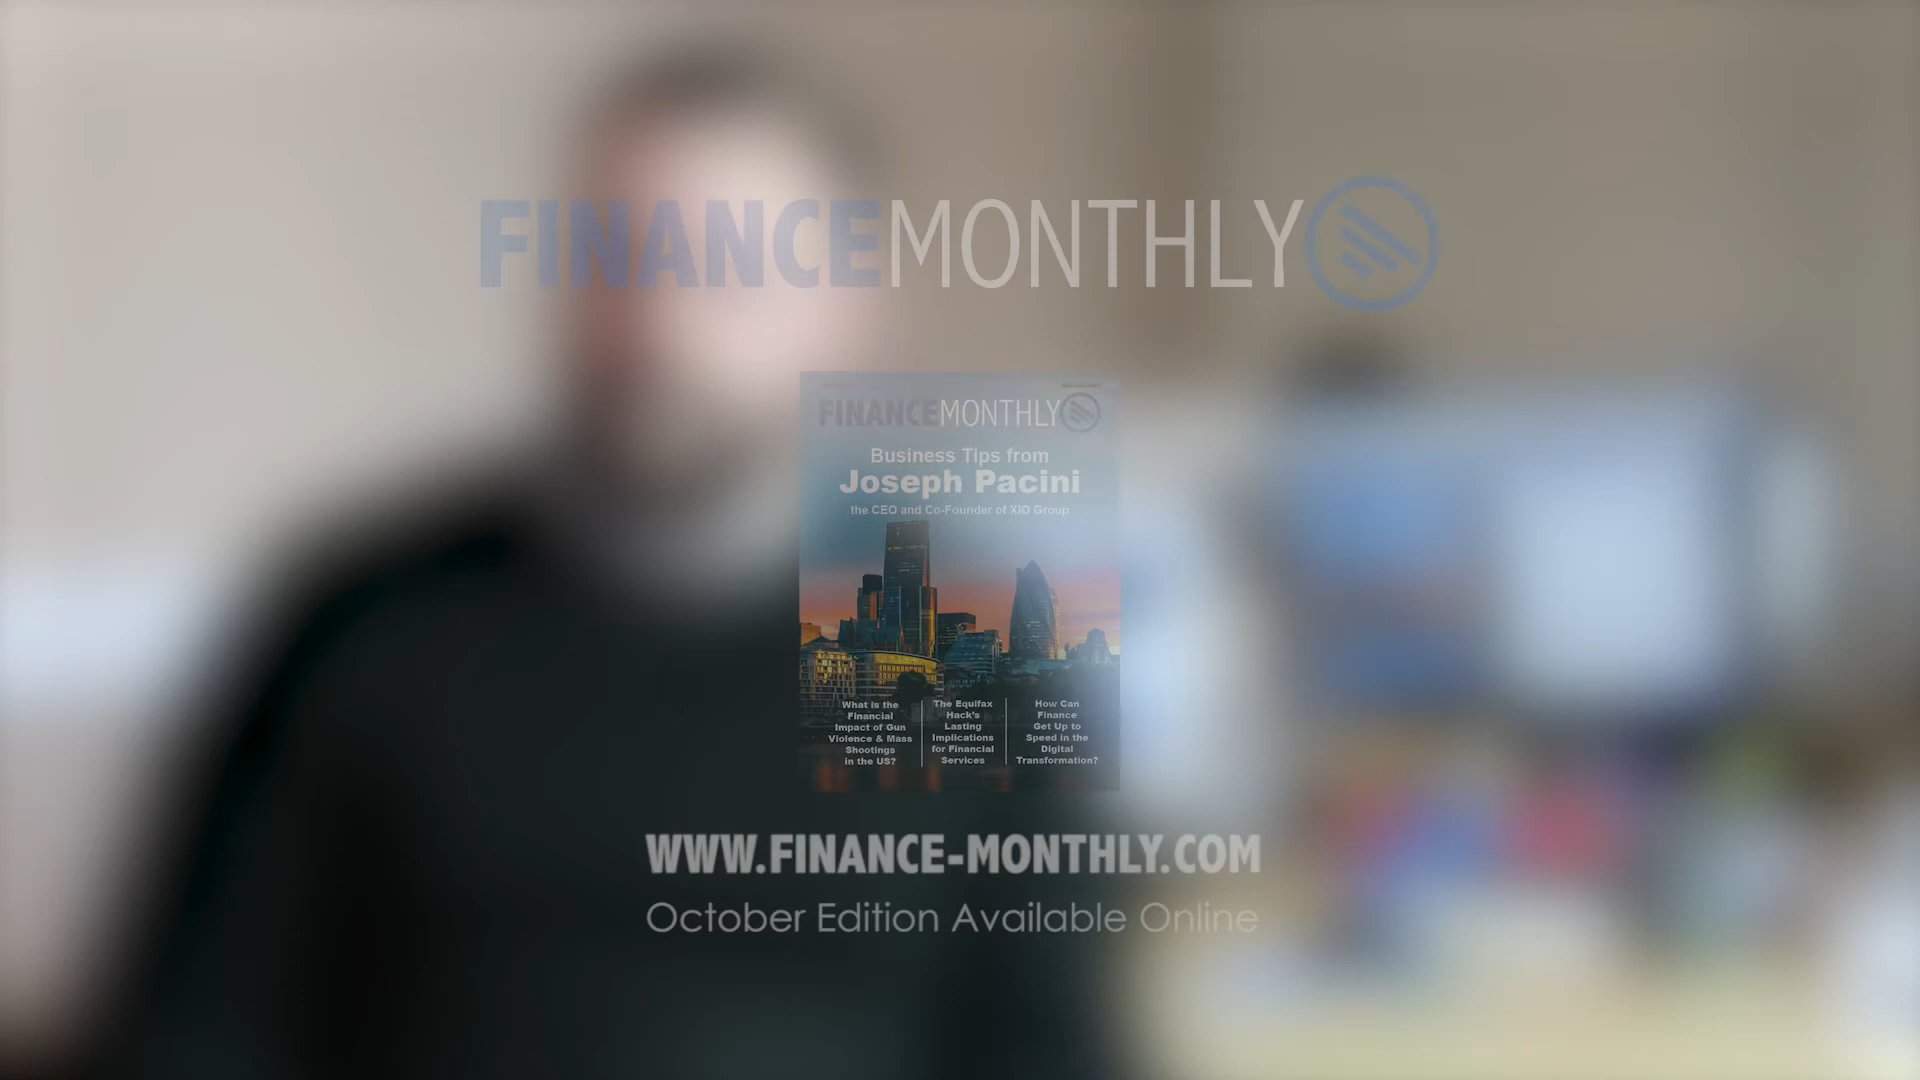 FINANCEMONTHLY
FINANCEMONTHLY
Business Tips from
Joseph Pacini
the CEO and Co-Founder of XIO Group
What is the
Financial
Impact of Gun
Violence & Mass
Shootings
in the US?
The Equifax
Hack's
Lasting
Implications
for Financial
Services
How Can
Finance
Get Up to
Speed in the
Digital
Transformation?
WWW.FINANCE-MONTHLY.COM
October Edition Available Online